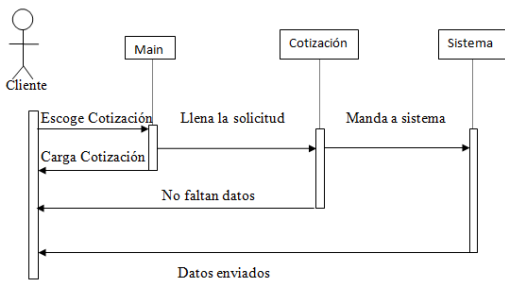 Main
Cotización
Sistema
Cliente
Escoge Cotización
Llena la solicitud
Manda a sistema
Carga Cotización
No faltan datos
Datos enviados